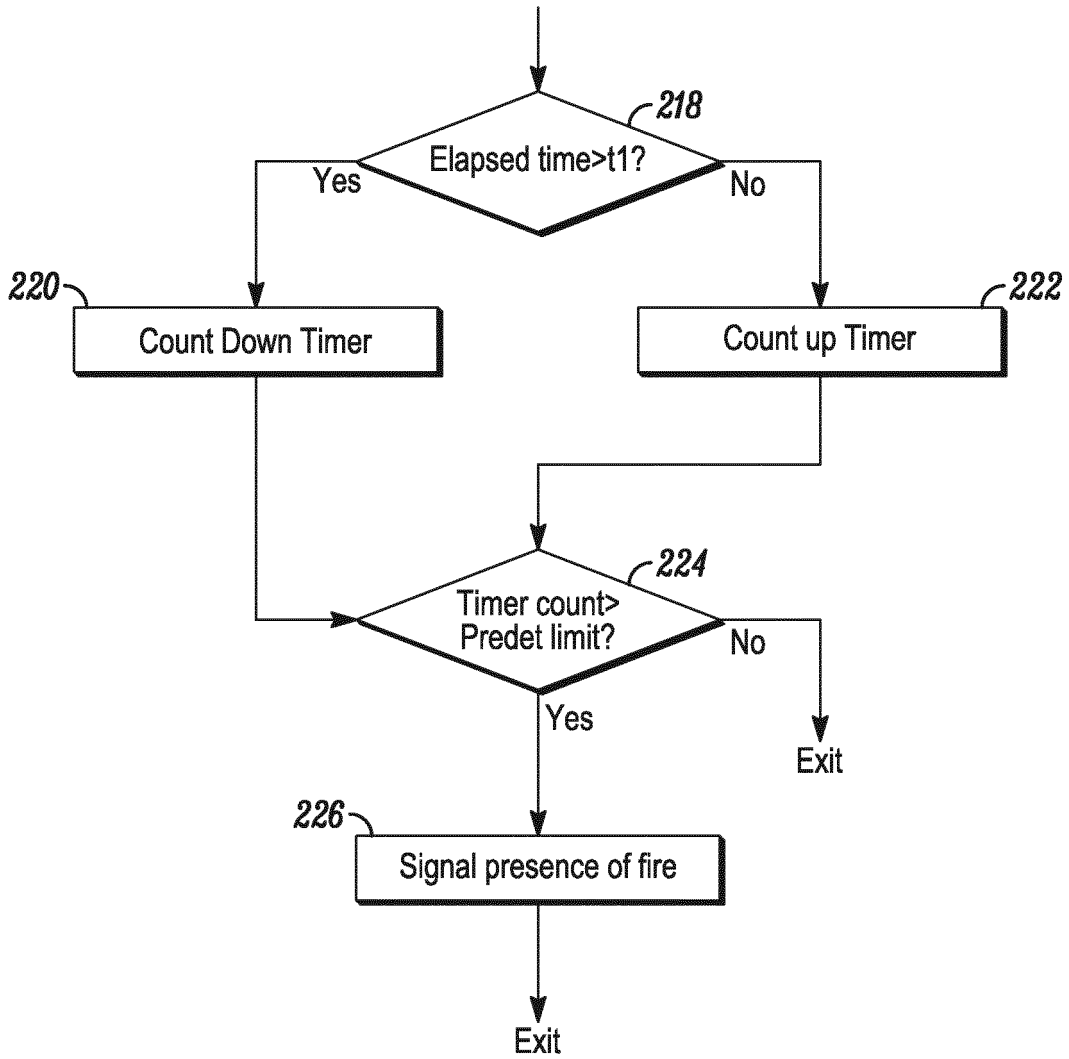 218
Elapsed time>t1?
Yes
No
220
222
Count Down Timer
Count up Timer
224
Timer count>
Predet limit?
No
Yes
Exit
226
Signal presence of fire
Exit